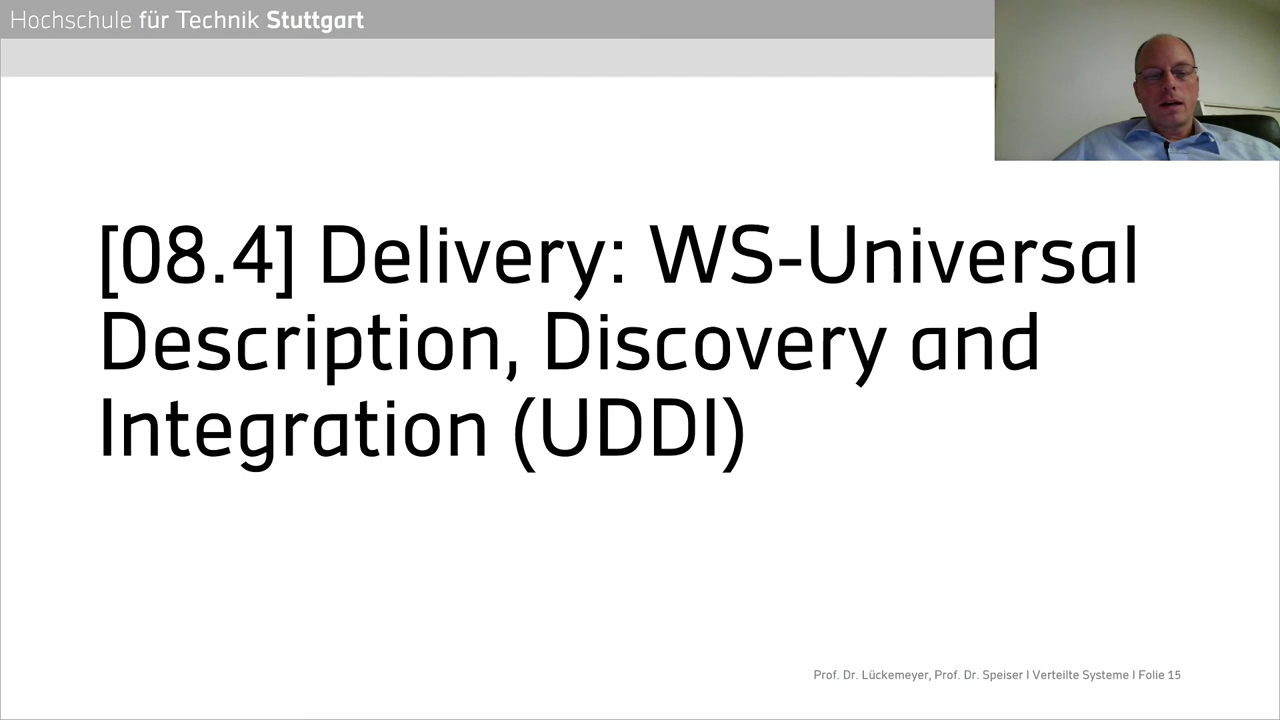 Hochschule für Technik Stuttgart
[08.4] Delivery: WS-Universal
Description, Discovery and
Integration (UDDI)
Prof. Dr. Lückemeyer, Prof. Dr. Speiser I Verteilte Systeme I Folie 15